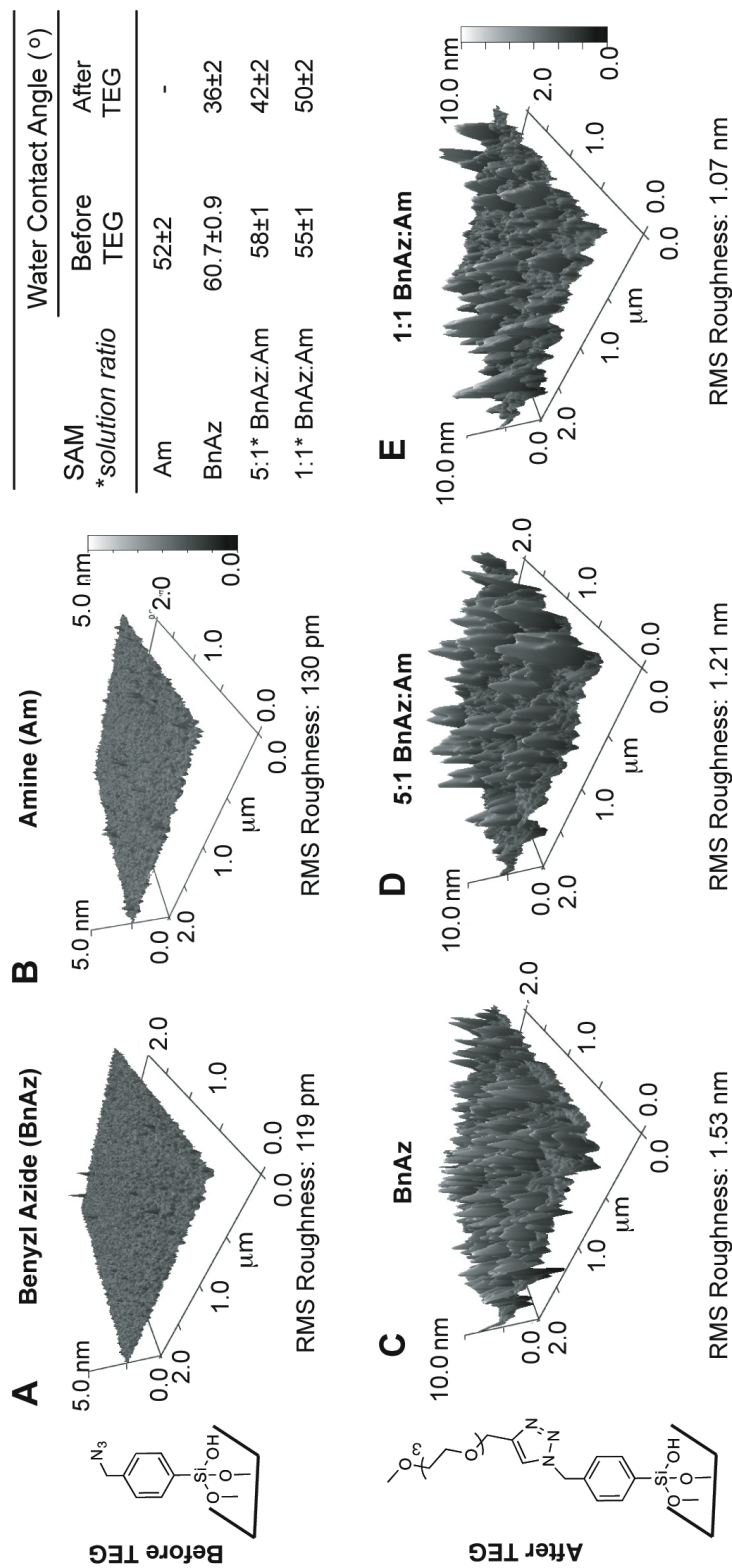 Before TEG
N₃
Si
OH
O
O
A
Benyzl Azide (BnAz)
5.0 nm
0.0
2.0
1.0
µm
0.0
0.0
1.0
2.0
RMS Roughness: 119 pm
B
Amine (Am)
5.0 nm
0.0
2.0
1.0
µm
0.0
0.0
1.0
2.0
5.0 nm
0.0
RMS Roughness: 130 pm
Water Contact Angle (º)
SAM Before After
*solution ratio TEG TEG
Am 52±2 -
BnAz 60.7±0.9 36±2
5:1* BnAz:Am 58±1 42±2
1:1* BnAz:Am 55±1 50±2
After TEG
O
3
O
N
N
N
Si
OH
O
O
C
BnAz
10.0 nm
0.0
2.0
1.0
µm
0.0
0.0
1.0
2.0
RMS Roughness: 1.53 nm
D
5:1 BnAz:Am
10.0 nm
0.0
2.0
1.0
µm
0.0
0.0
1.0
2.0
RMS Roughness: 1.21 nm
E
1:1 BnAz:Am
10.0 nm
0.0
2.0
1.0
µm
0.0
0.0
1.0
2.0
10.0 nm
0.0
RMS Roughness: 1.07 nm